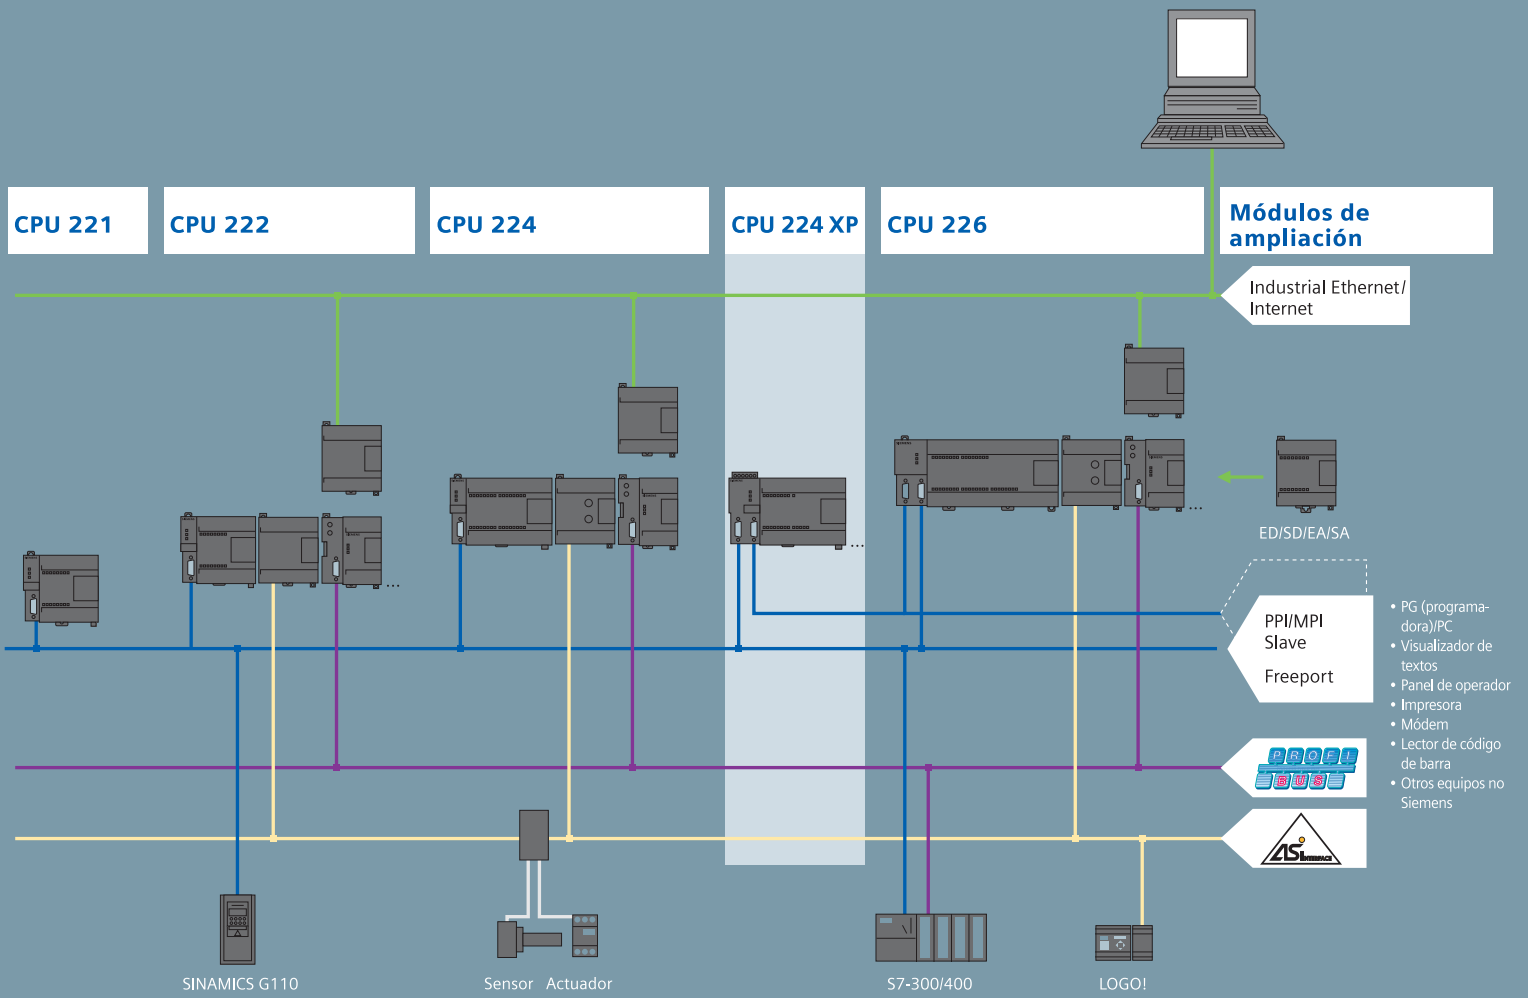 CPU 221
CPU 222
CPU 224
CPU 224 XP
CPU 226
Módulos de
ampliación
Industrial Ethernet/
Internet
ED/SD/EA/SA
PPI/MPI
Slave
Freeport
• PG (programa-
dora)/PC
• Visualizador de
textos
• Panel de operador
• Impresora
• Módem
• Lector de código
de barra
• Otros equipos no
Siemens
PROFI
BUS
ASi
INTERFACE
SINAMICS G110
Sensor
Actuador
S7-300/400
LOGO!